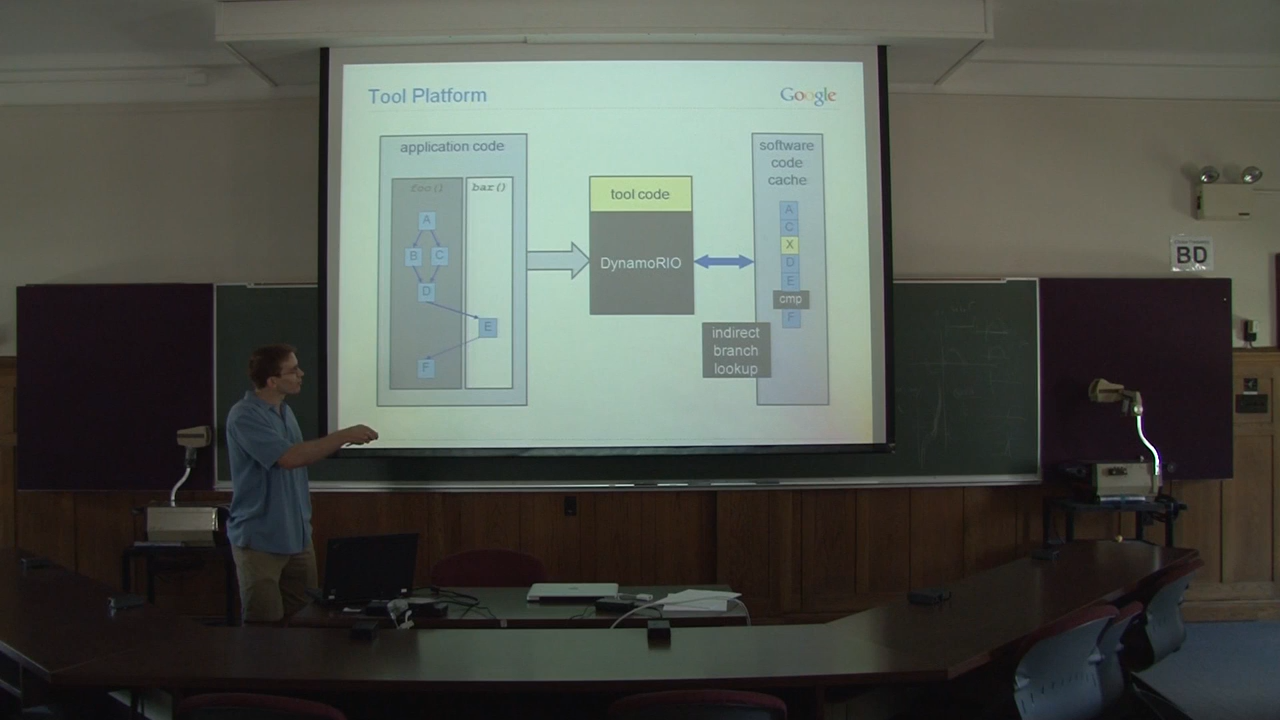 Tool Platform
Google
application code
foo()
bar()
A
B
C
D
E
F
tool code
DynamoRIO
software
code
cache
A
C
X
D
E
cmp
F
indirect
branch
lookup
BD